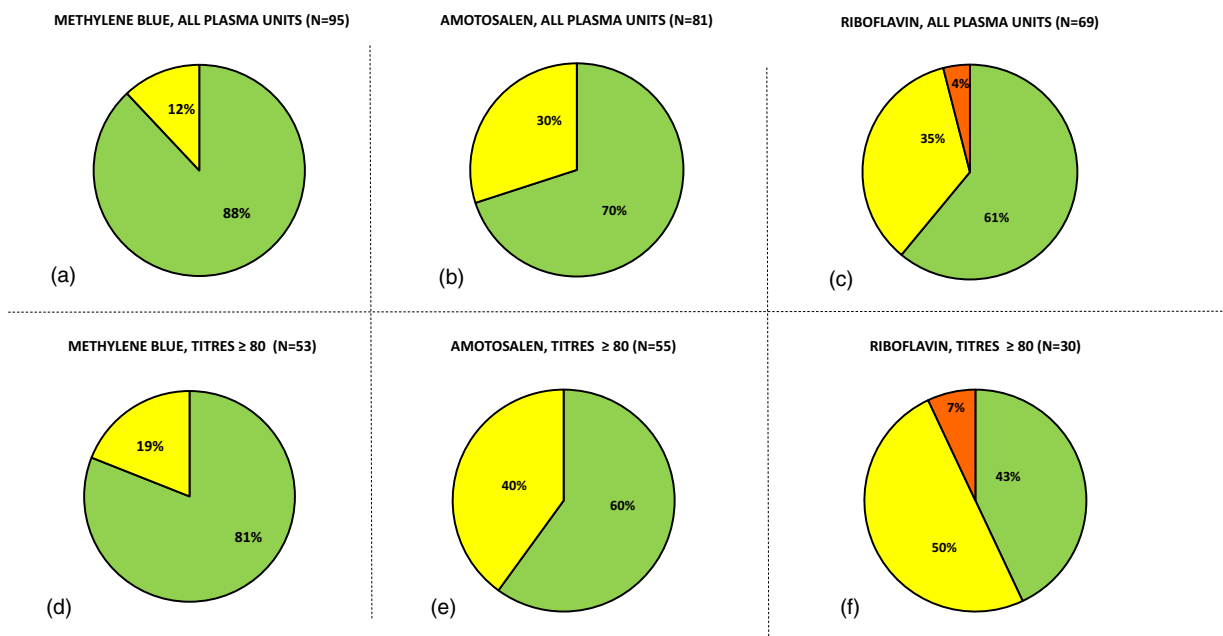 METHYLENE BLUE, ALL PLASMA UNITS (N=95)
12%
88%
(a)
AMOTOSALEN, ALL PLASMA UNITS (N=81)
30%
70%
(b)
RIBOFLAVIN, ALL PLASMA UNITS (N=69)
4%
35%
61%
(c)
METHYLENE BLUE, TITRES ≥ 80 (N=53)
19%
81%
(d)
AMOTOSALEN, TITRES ≥ 80 (N=55)
40%
60%
(e)
RIBOFLAVIN, TITRES ≥ 80 (N=30)
7%
43%
50%
(f)